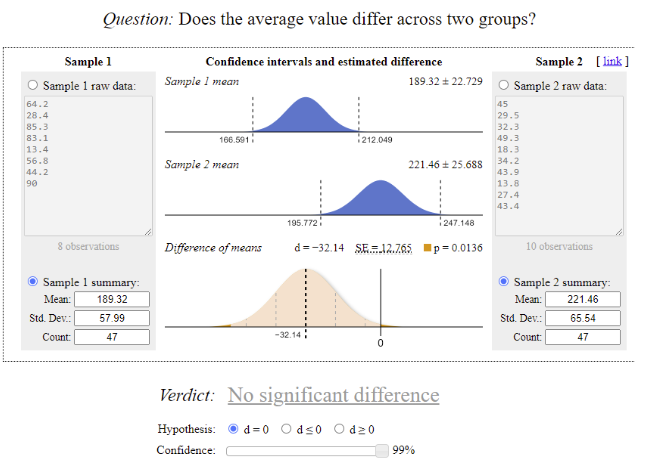 Question: Does the average value differ across two groups?
Sample 1
Confidence intervals and estimated difference
Sample 2 [ link ]
Sample 1 raw data:
64.2
28.4
85.3
83.1
13.4
56.8
44.2
90
8 observations
Sample 1 summary:
Mean: 189.32
Std. Dev.: 57.99
Count: 47
Sample 1 mean 189.32 ± 22.729
166.591 212.049
Sample 2 mean 221.46 ± 25.688
195.772 247.148
Difference of means d = −32.14 SE = 12.765 p = 0.0136
-32.14
0
Sample 2 raw data:
45
29.5
32.3
49.3
18.3
34.2
43.9
13.8
27.4
43.4
10 observations
Sample 2 summary:
Mean: 221.46
Std. Dev.: 65.54
Count: 47
Verdict: No significant difference
Hypothesis: d = 0 d ≤ 0 d ≥ 0
Confidence: 99%